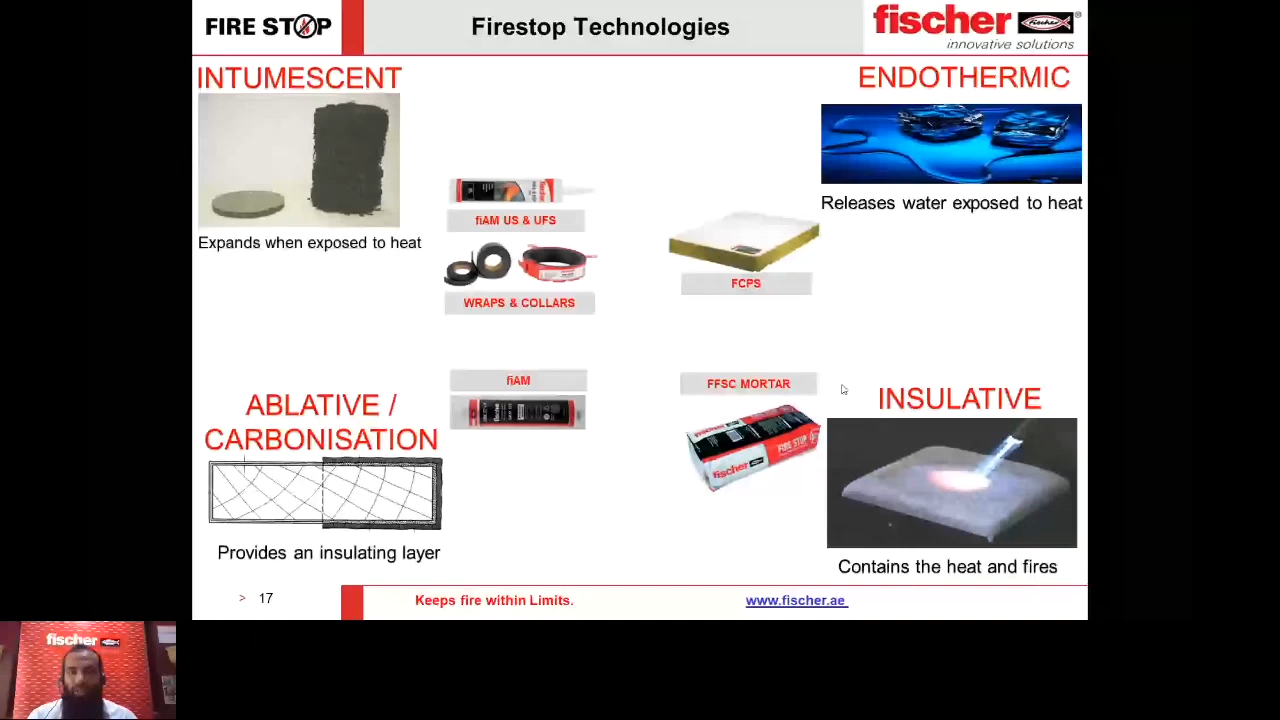 FIRE STOP
Firestop Technologies
fischer
innovative solutions
INTUMESCENT
ENDOTHERMIC
Releases water exposed to heat
fiAM US & UFS
Expands when exposed to heat
FCPS
WRAPS & COLLARS
fiAM
FFSC MORTAR
ABLATIVE /
CARBONISATION
INSULATIVE
FIRE STOP
fischer
Provides an insulating layer
Contains the heat and fires
> 17
Keeps fire within Limits.
www.fischer.ae
fischer